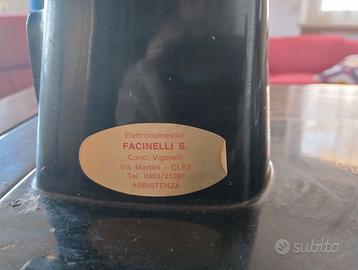 Elettrodomestici
FACINELLI S.
Conc. Vigorelli
Via Martini - CLES
Tel. 0463/21290
ASSISTENZA
subito